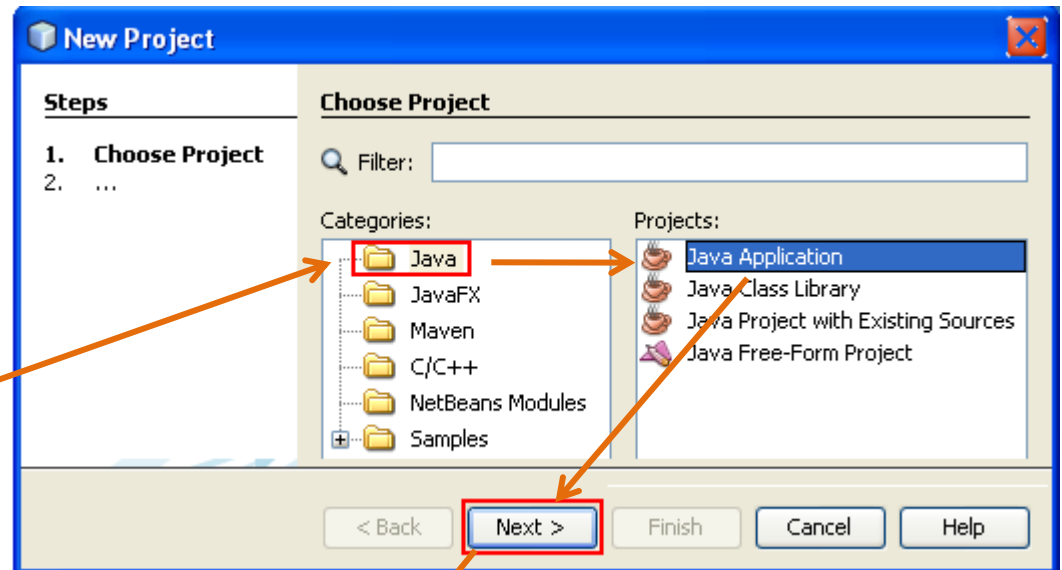 New Project
Steps
1. Choose Project
2. ...
Choose Project
Filter:
Categories:
Java
JavaFX
Maven
C/C++
NetBeans Modules
Samples
Projects:
Java Application
Java Class Library
Java Project with Existing Sources
Java Free-Form Project
< Back
Next >
Finish
Cancel
Help